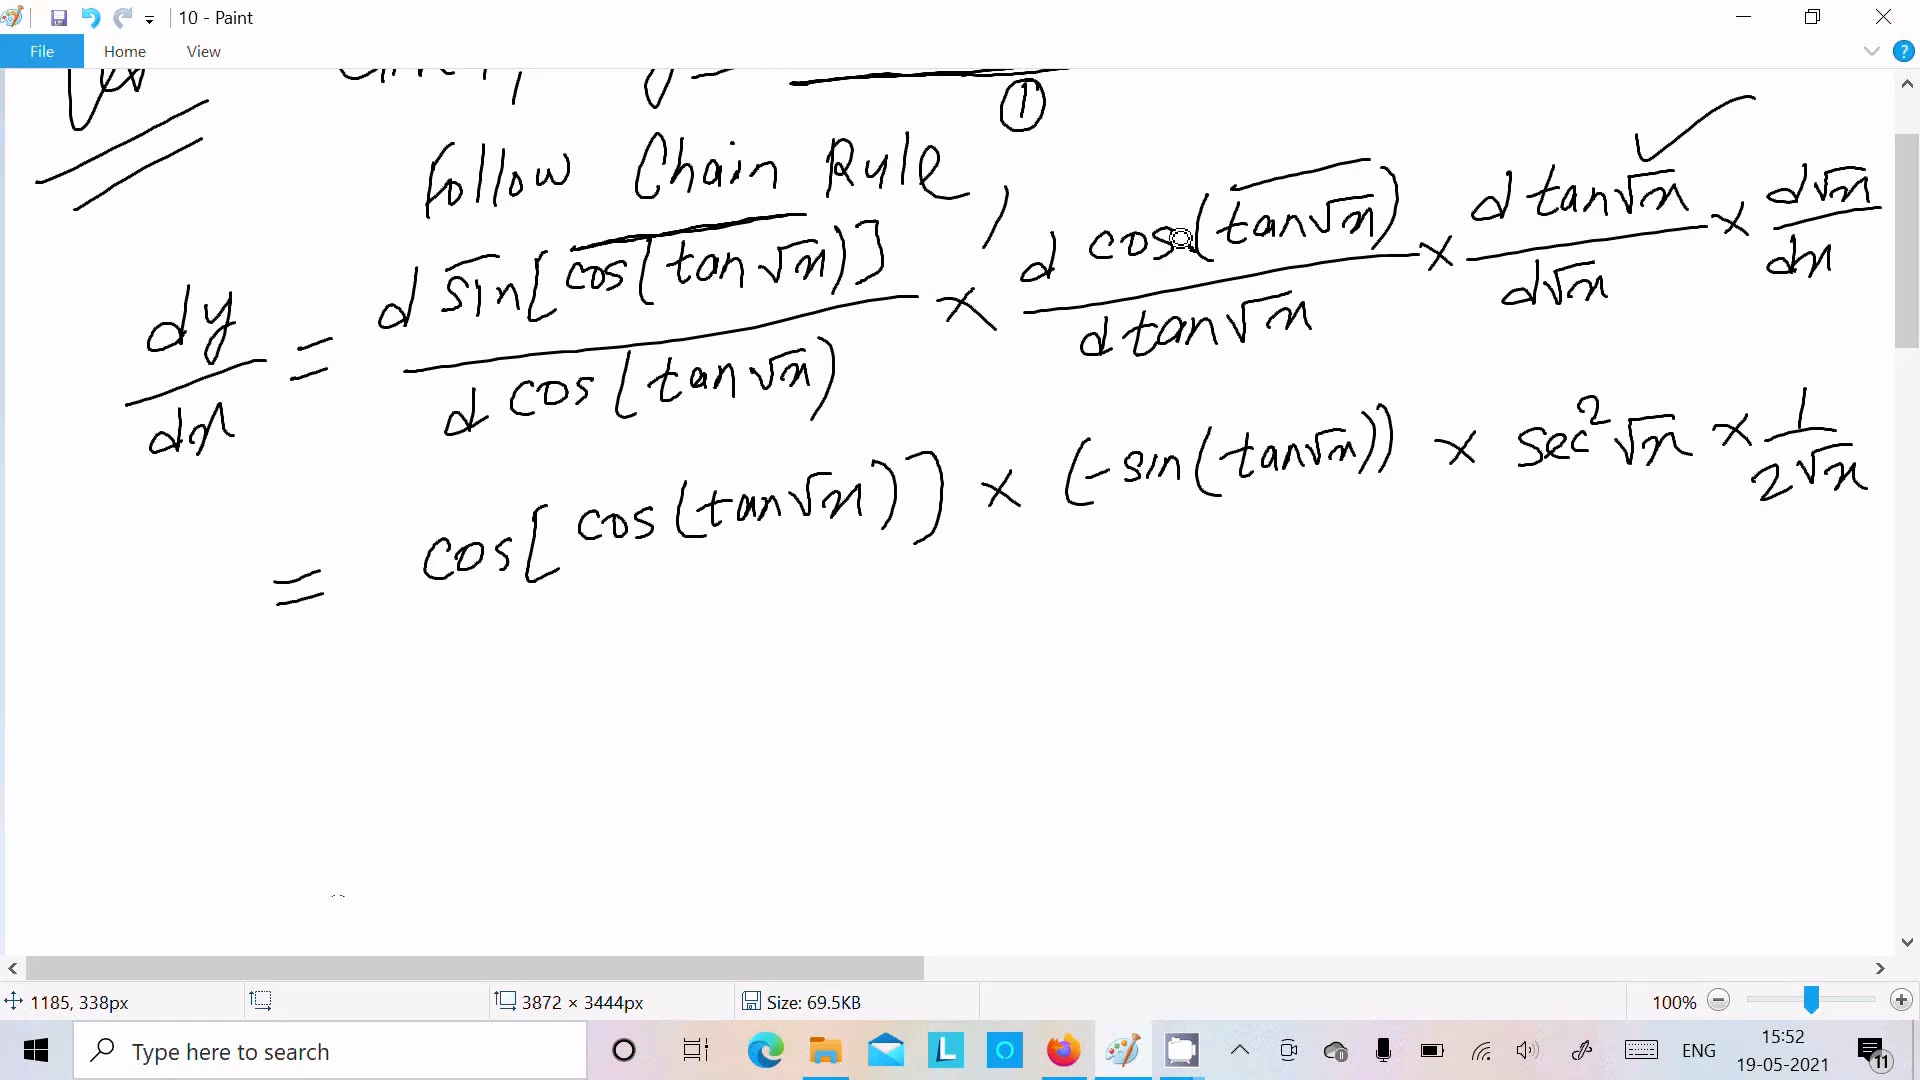 10 - Paint
File Home View
y=
①
Follow Chain Rule,
dy/dx = d sin[cos(tan√x)]/d cos(tan√x) × d cos(tan√x)/d tan√x × d tan√x/d√x × d√x/dx
= cos[cos(tan√x)] × (-sin(tan√x)) × sec²√x × 1/2√x
1185, 338px 3872 × 3444px Size: 69.5KB 100%
Type here to search ENG 15:52
19-05-2021 11